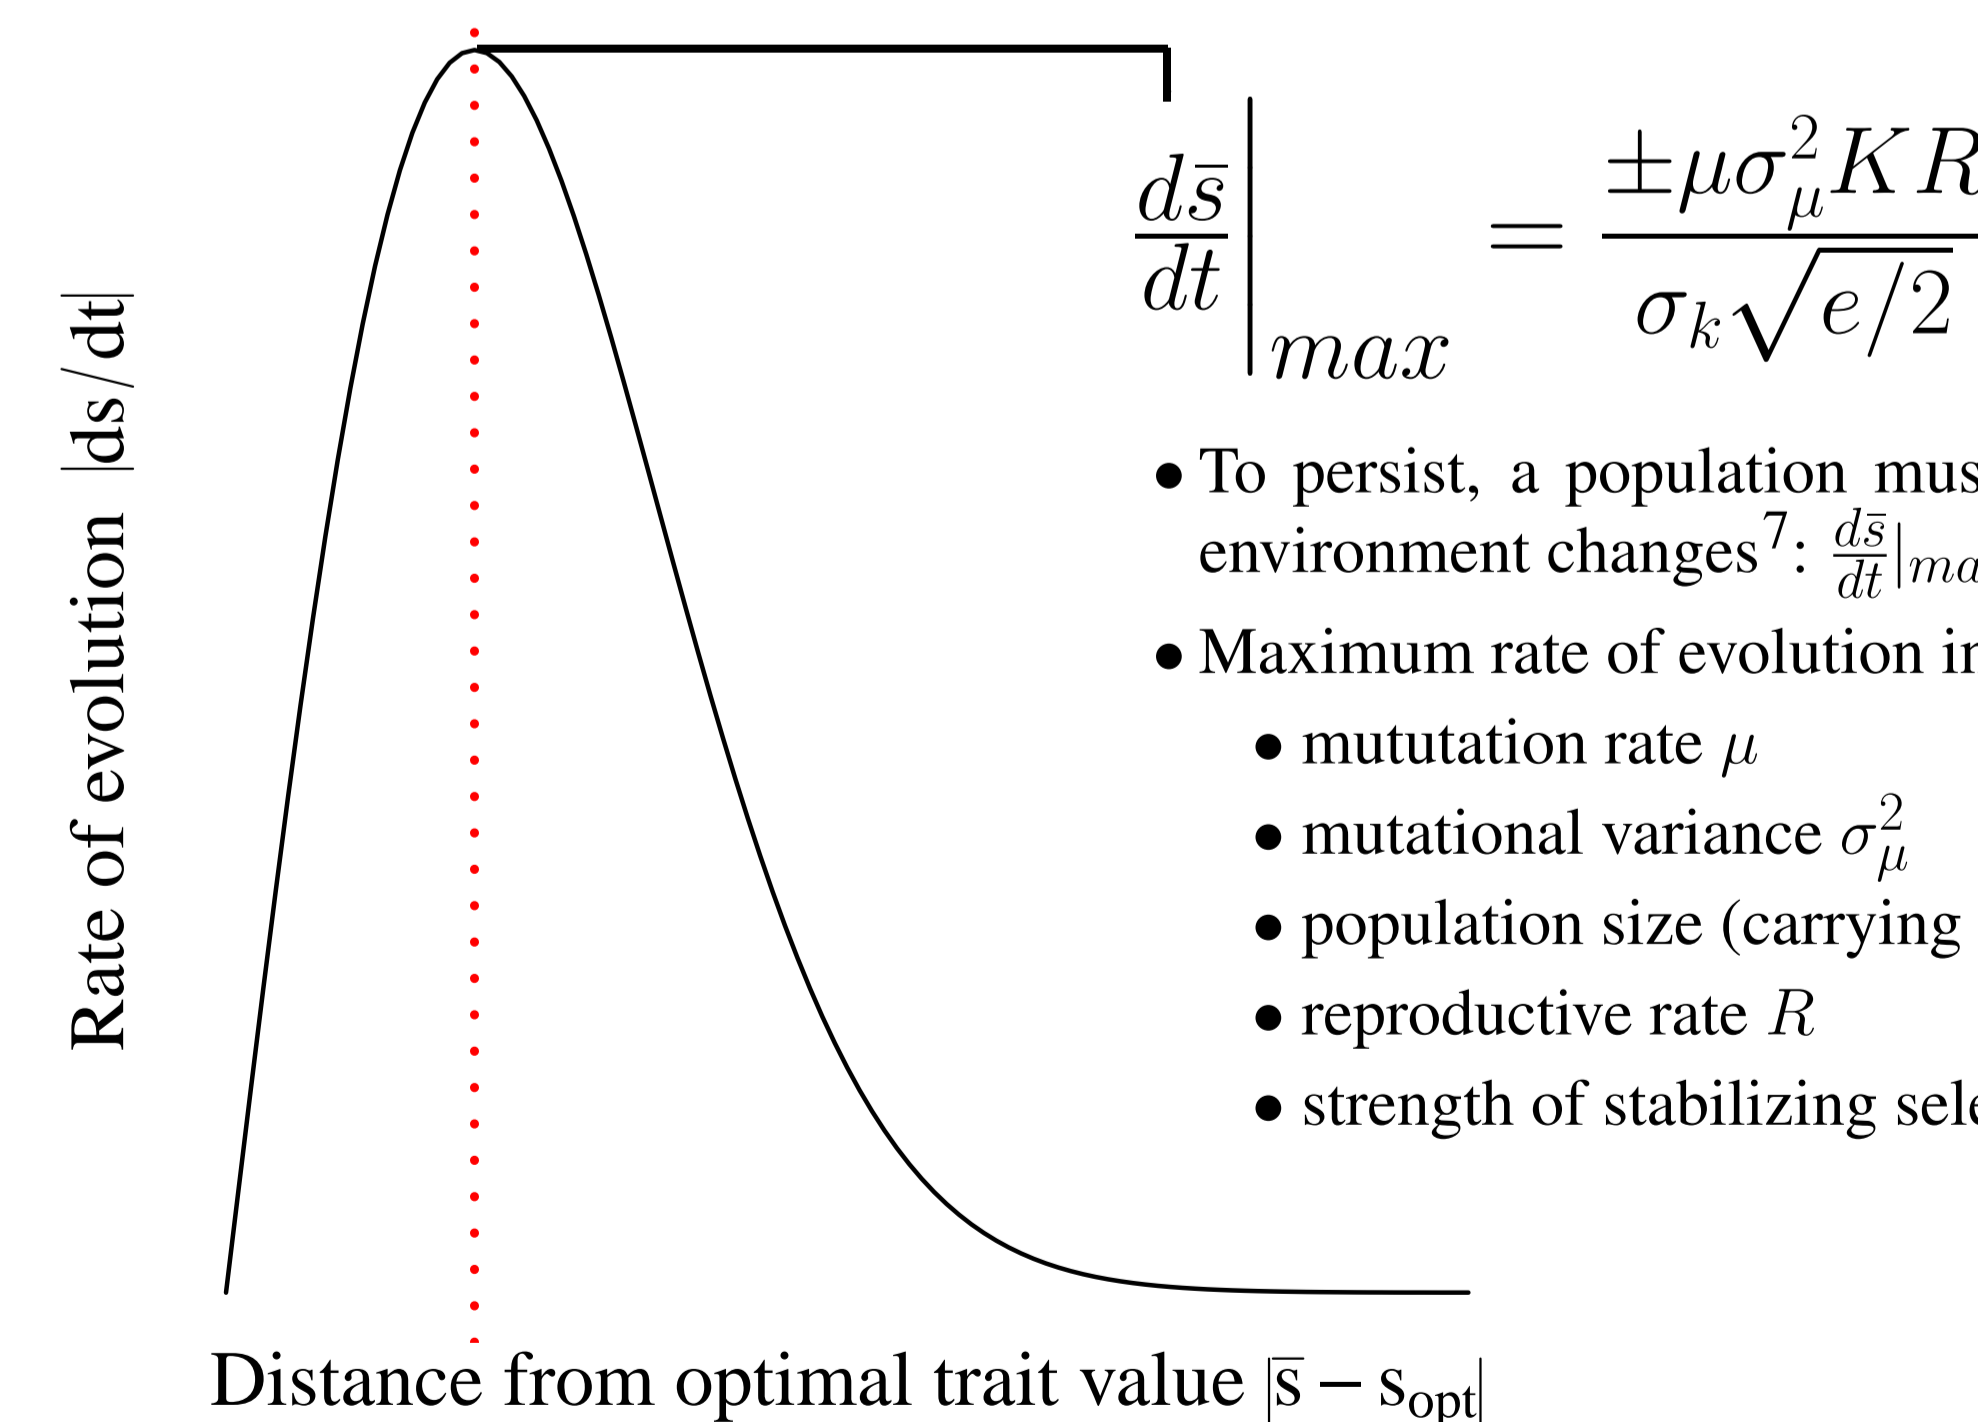 Rate of evolution |ds/dt|
ds̄/dt|max = ±μσ²μKR / σk√e/2
• To persist, a population mus
environment changes⁷: ds̄/dt|ma
• Maximum rate of evolution in
• mututation rate μ
• mutational variance σ²μ
• population size (carrying
• reproductive rate R
• strength of stabilizing sele
Distance from optimal trait value |s̄ − sopt|